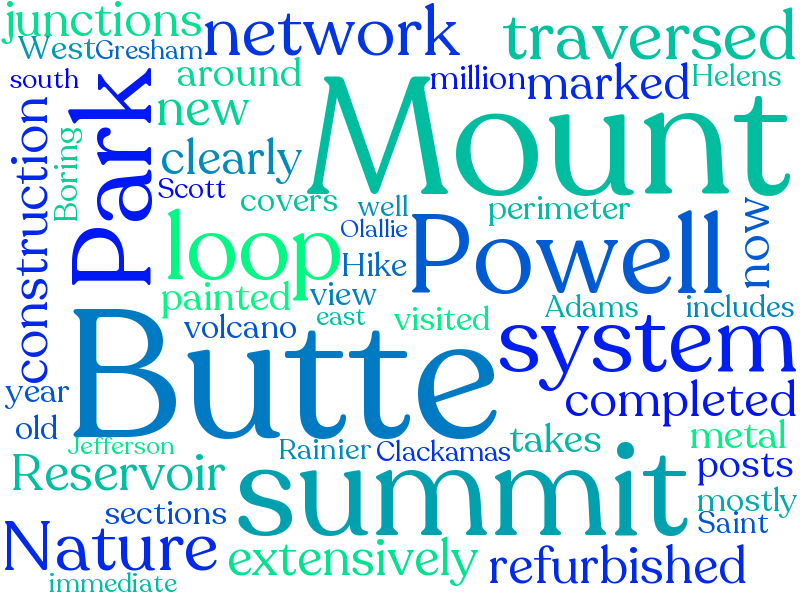 junctions
network
traversed
West
Gresham
south
around
million
marked
Helens
Park
new
Mount
construction
Boring
clearly
Scott
covers
well
perimeter
now
Olallie
loop
Powell
Hike
painted
view
Adams
includes
volcano
east
visited
system
Butte
year
completed
old
Jefferson
Rainier
Clackamas
takes
metal
Reservoir
summit
posts
sections
mostly
Saint
Nature
extensively
refurbished
immediate